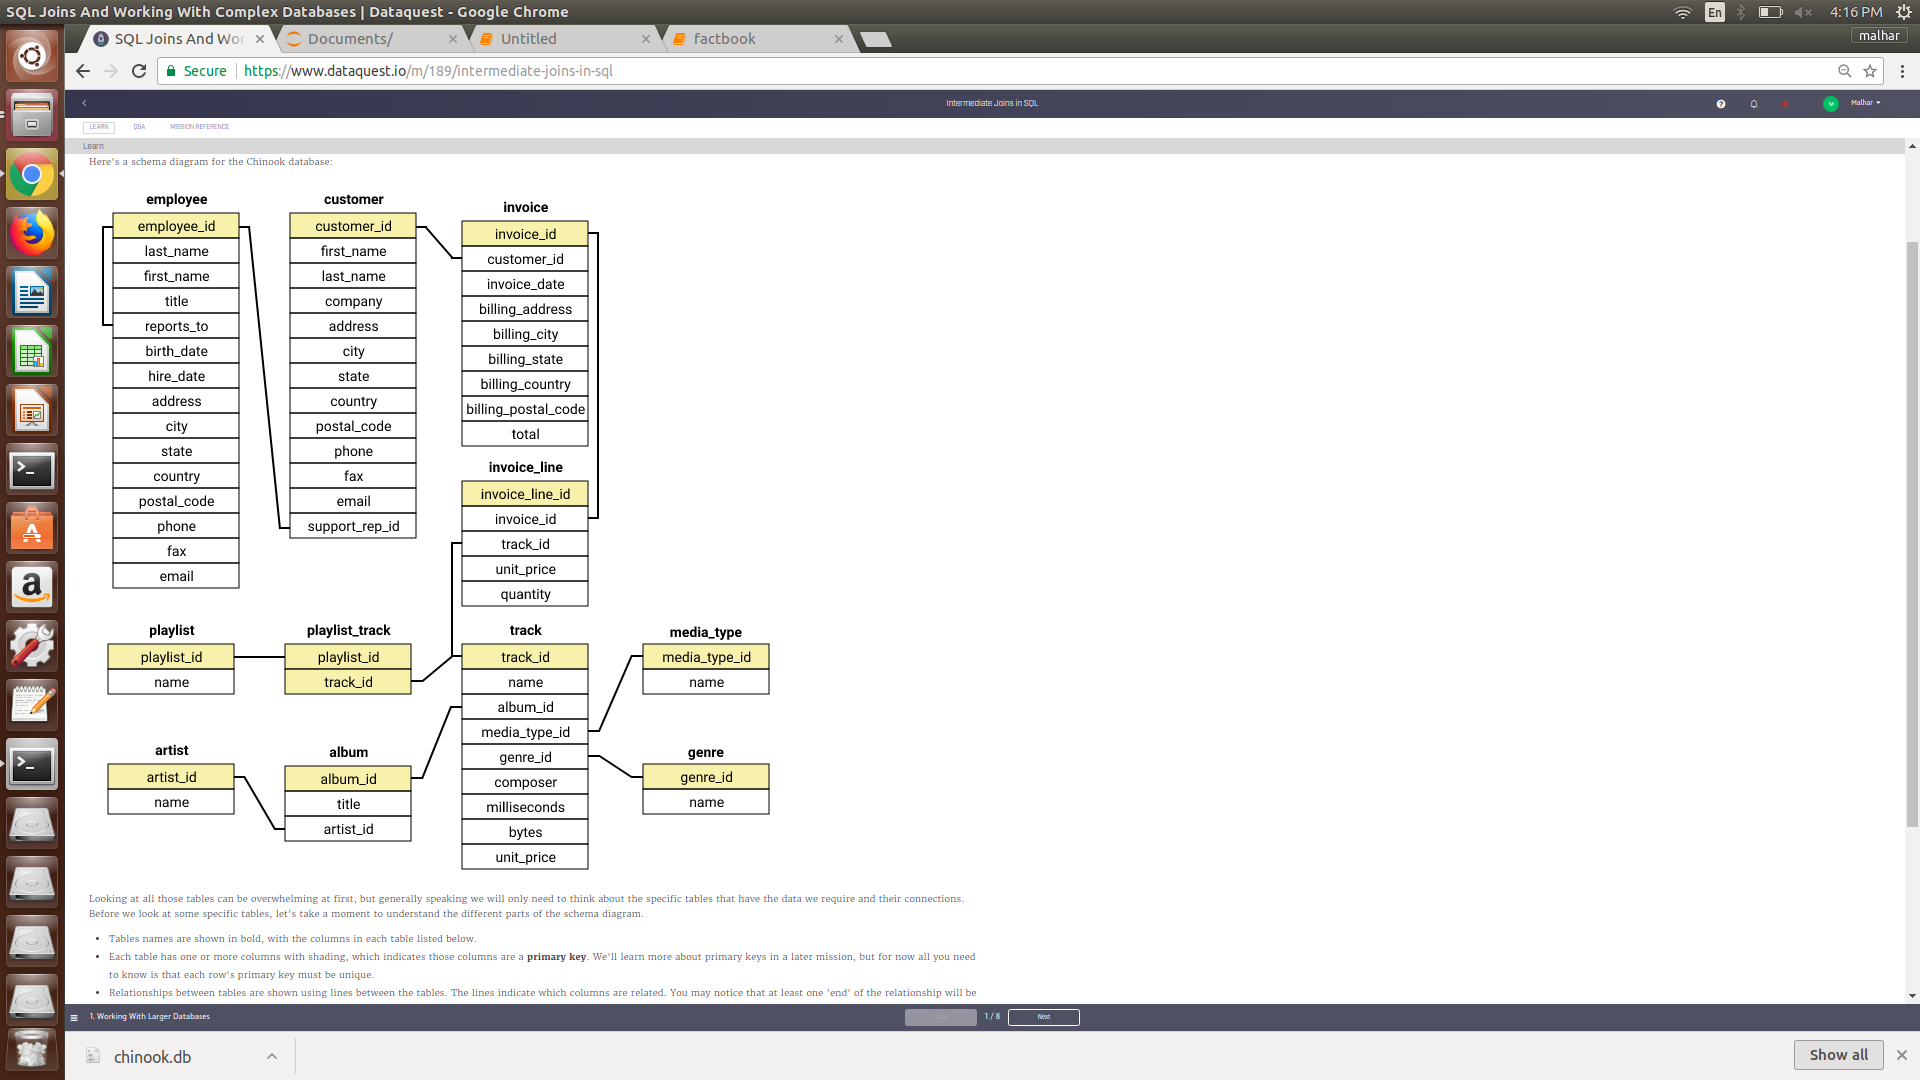 SQL Joins And Working With Complex Databases | Dataquest - Google Chrome
En
4:16 PM
SQL Joins And Wor
Documents/
Untitled
factbook
malhar
Secure
https://www.dataquest.io/m/189/intermediate-joins-in-sql
Intermediate Joins in SQL
M
Malhar
LEARN
Q&A
MISSION REFERENCE
Learn
Here's a schema diagram for the Chinook database:
employee
employee_id
last_name
first_name
title
reports_to
birth_date
hire_date
address
city
state
country
postal_code
phone
fax
email
customer
customer_id
first_name
last_name
company
address
city
state
country
postal_code
phone
fax
email
support_rep_id
invoice
invoice_id
customer_id
invoice_date
billing_address
billing_city
billing_state
billing_country
billing_postal_code
total
invoice_line
invoice_line_id
invoice_id
track_id
unit_price
quantity
playlist
playlist_id
name
playlist_track
playlist_id
track_id
track
track_id
name
album_id
media_type_id
genre_id
composer
milliseconds
bytes
unit_price
media_type
media_type_id
name
artist
artist_id
name
album
album_id
title
artist_id
genre
genre_id
name
Looking at all those tables can be overwhelming at first, but generally speaking we will only need to think about the specific tables that have the data we require and their connections.
Before we look at some specific tables, let's take a moment to understand the different parts of the schema diagram.
• Tables names are shown in bold, with the columns in each table listed below.
• Each table has one or more columns with shading, which indicates those columns are a primary key. We'll learn more about primary keys in a later mission, but for now all you need
to know is that each row's primary key must be unique.
• Relationships between tables are shown using lines between the tables. The lines indicate which columns are related. You may notice that at least one 'end' of the relationship will be
1. Working With Larger Databases
1 / 8
Next
chinook.db
Show all